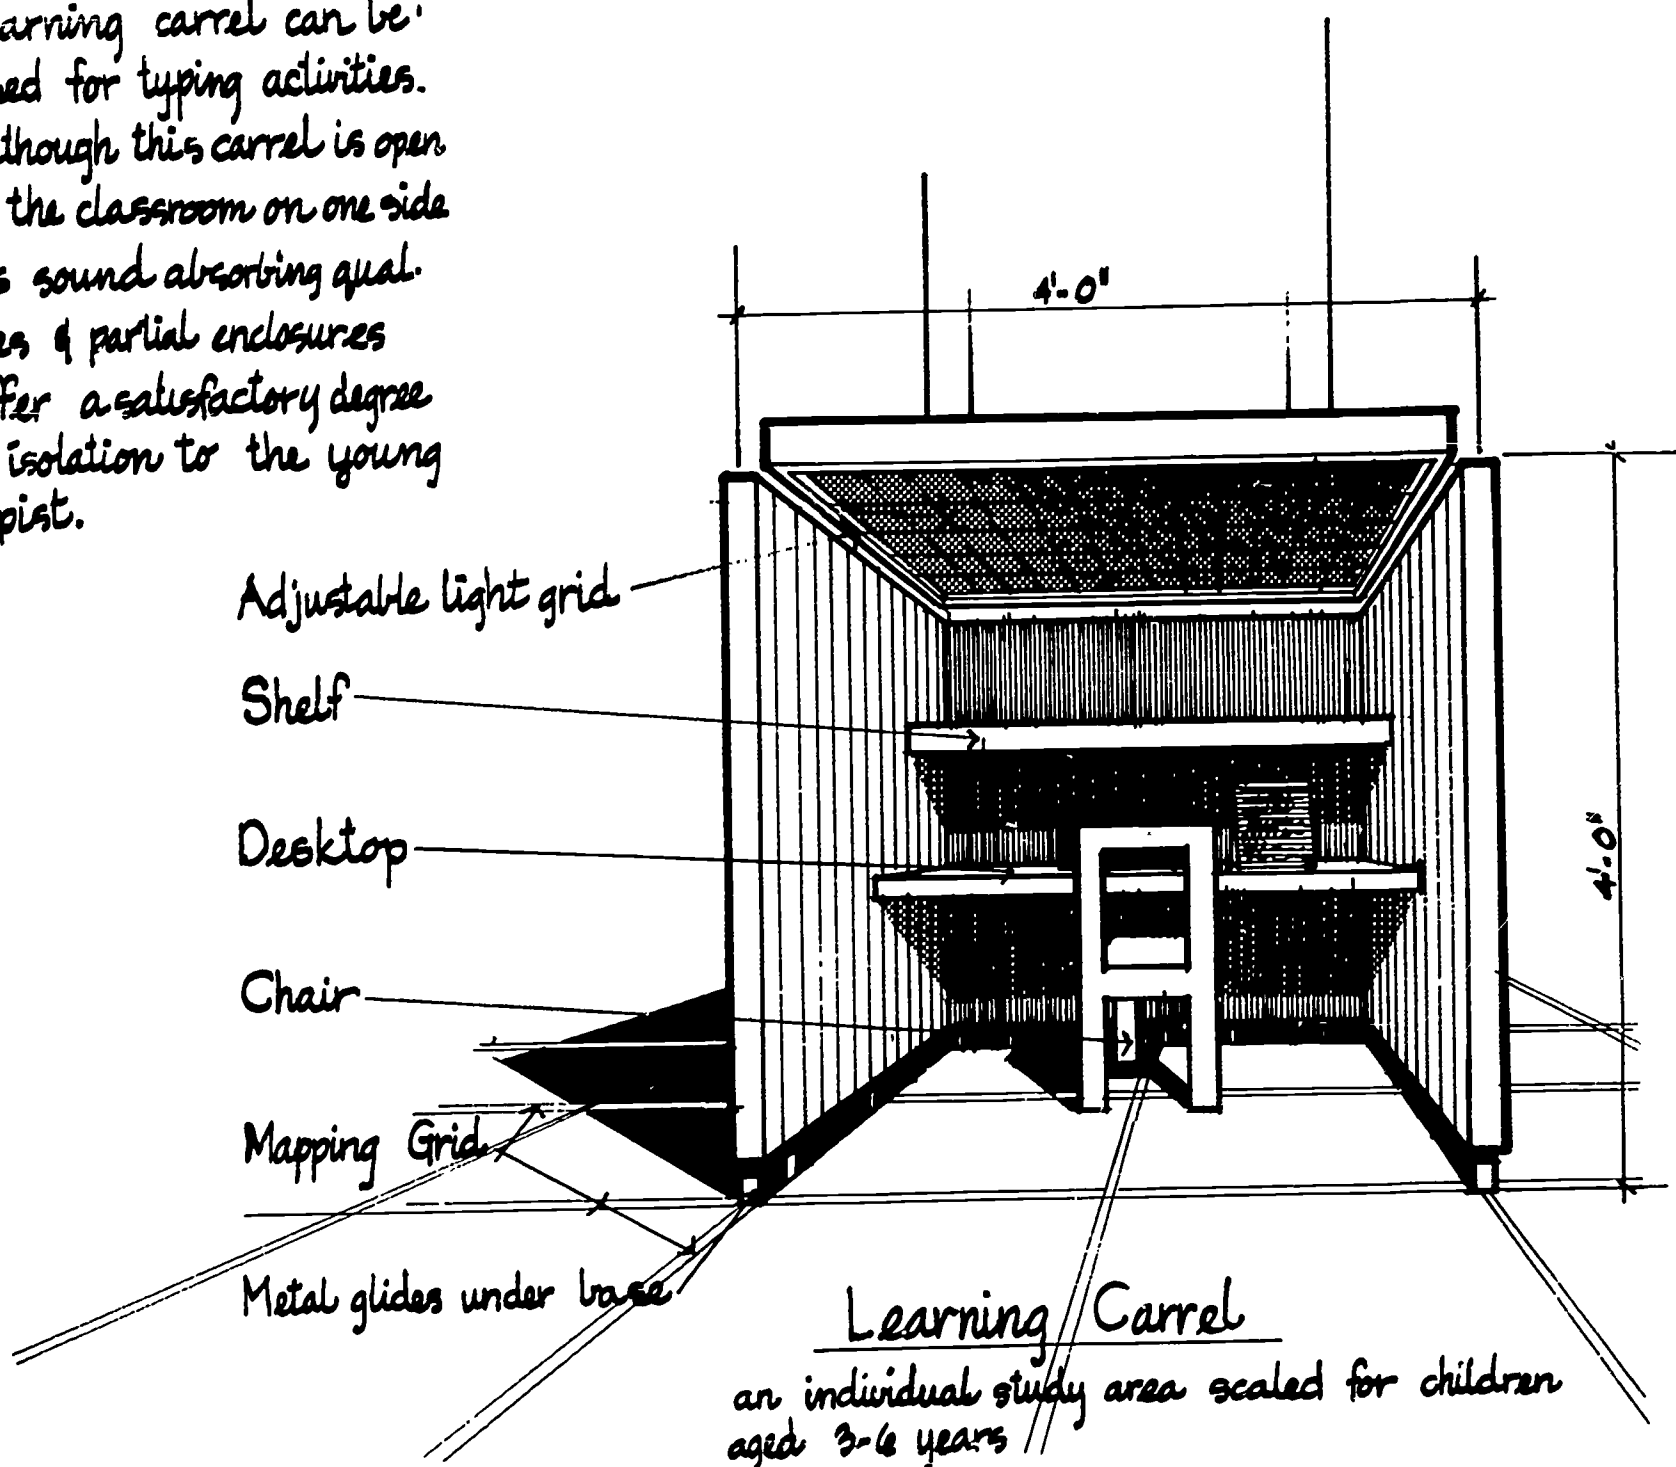 arning carrel can be
ed for typing activities.
though this carrel is open
the classroom on one side
s sound absorbing qual-
es & partial enclosures
ffer a satisfactory degree
isolation to the young
pist.
4'-0"
Adjustable light grid
Shelf
Desktop
4'-0"
Chair
Mapping Grid
Metal glides under base
Learning Carrel
an individual study area scaled for children
aged 3-6 years